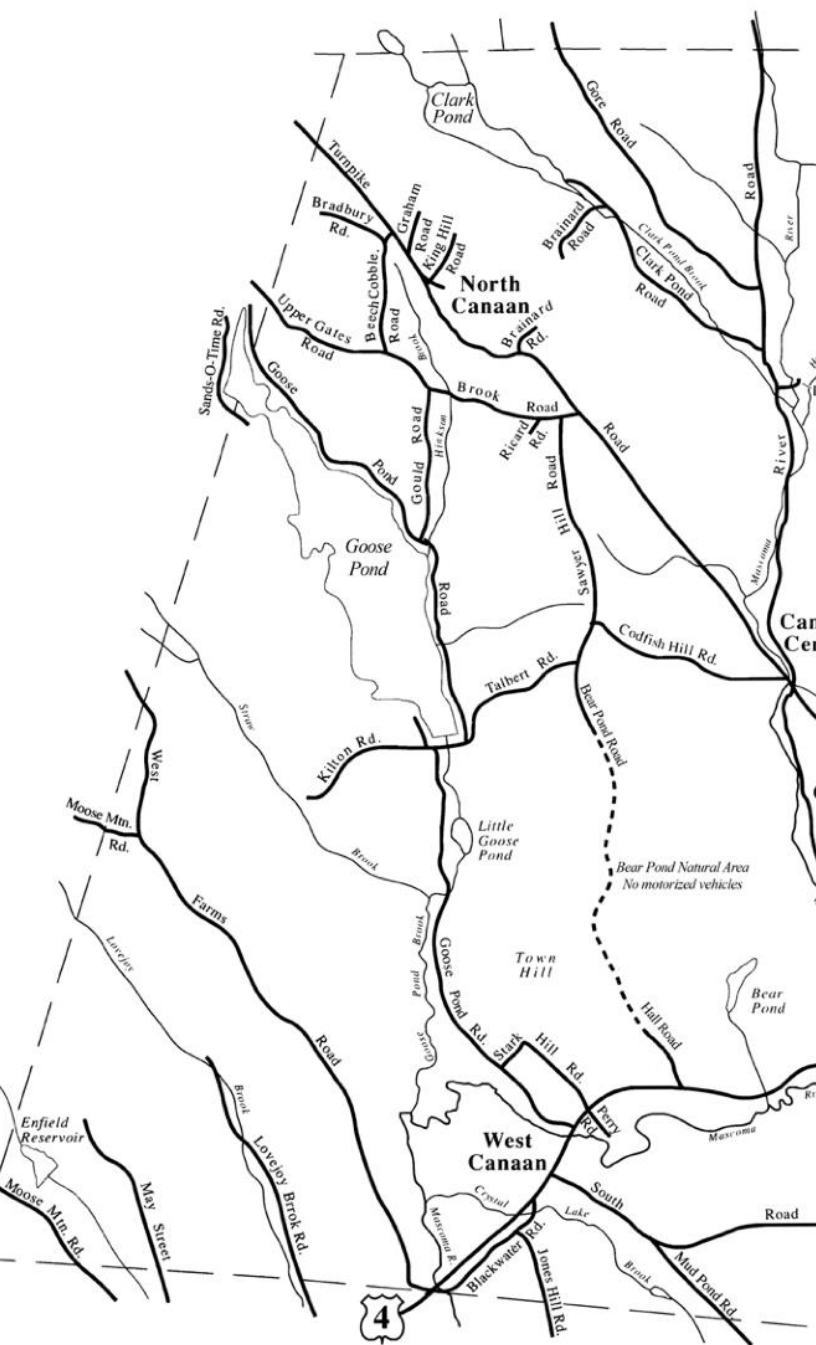 Clark
Pond
Gore Road
Turnpike
Road
Graham
Road
Bradbury
Rd.
King Hill
Road
Brainard
Road
River
Clark Pond Brook
Clark Pond
Road
North
Canaan
BeechCobble.
Road
Upper Gates
Road
Sands-O-Time Rd.
Brook
Brainard
Rd.
Goose
Brook
Road
Gould Road
Hinkson
Ricard
Rd.
Road
Pond
River
Goose
Pond
Sawyer Hill Road
Road
Mascoma
Can
Cen
Codfish Hill Rd.
Talbert Rd.
Bear Pond Road
Straw
Kilton Rd.
West
Moose Mtn.
Rd.
Little
Goose
Pond
Brook
Bear Pond Natural Area
No motorized vehicles
Farms
Lovejoy
Goose Pond Brook
Goose Pond Rd.
Town
Hill
Bear
Pond
Hall Road
Road
Stark Hill Rd.
Brook
Perry
Rd.
Mascoma
Enfield
Reservoir
West
Canaan
Lovejoy Brrok Rd.
May
Street
Moose Mtn. Rd.
Crystal Lake
South
Road
Mascoma R.
Blackwater Rd.
Jones Hill Rd.
Brook
Mud Pond Rd.
4